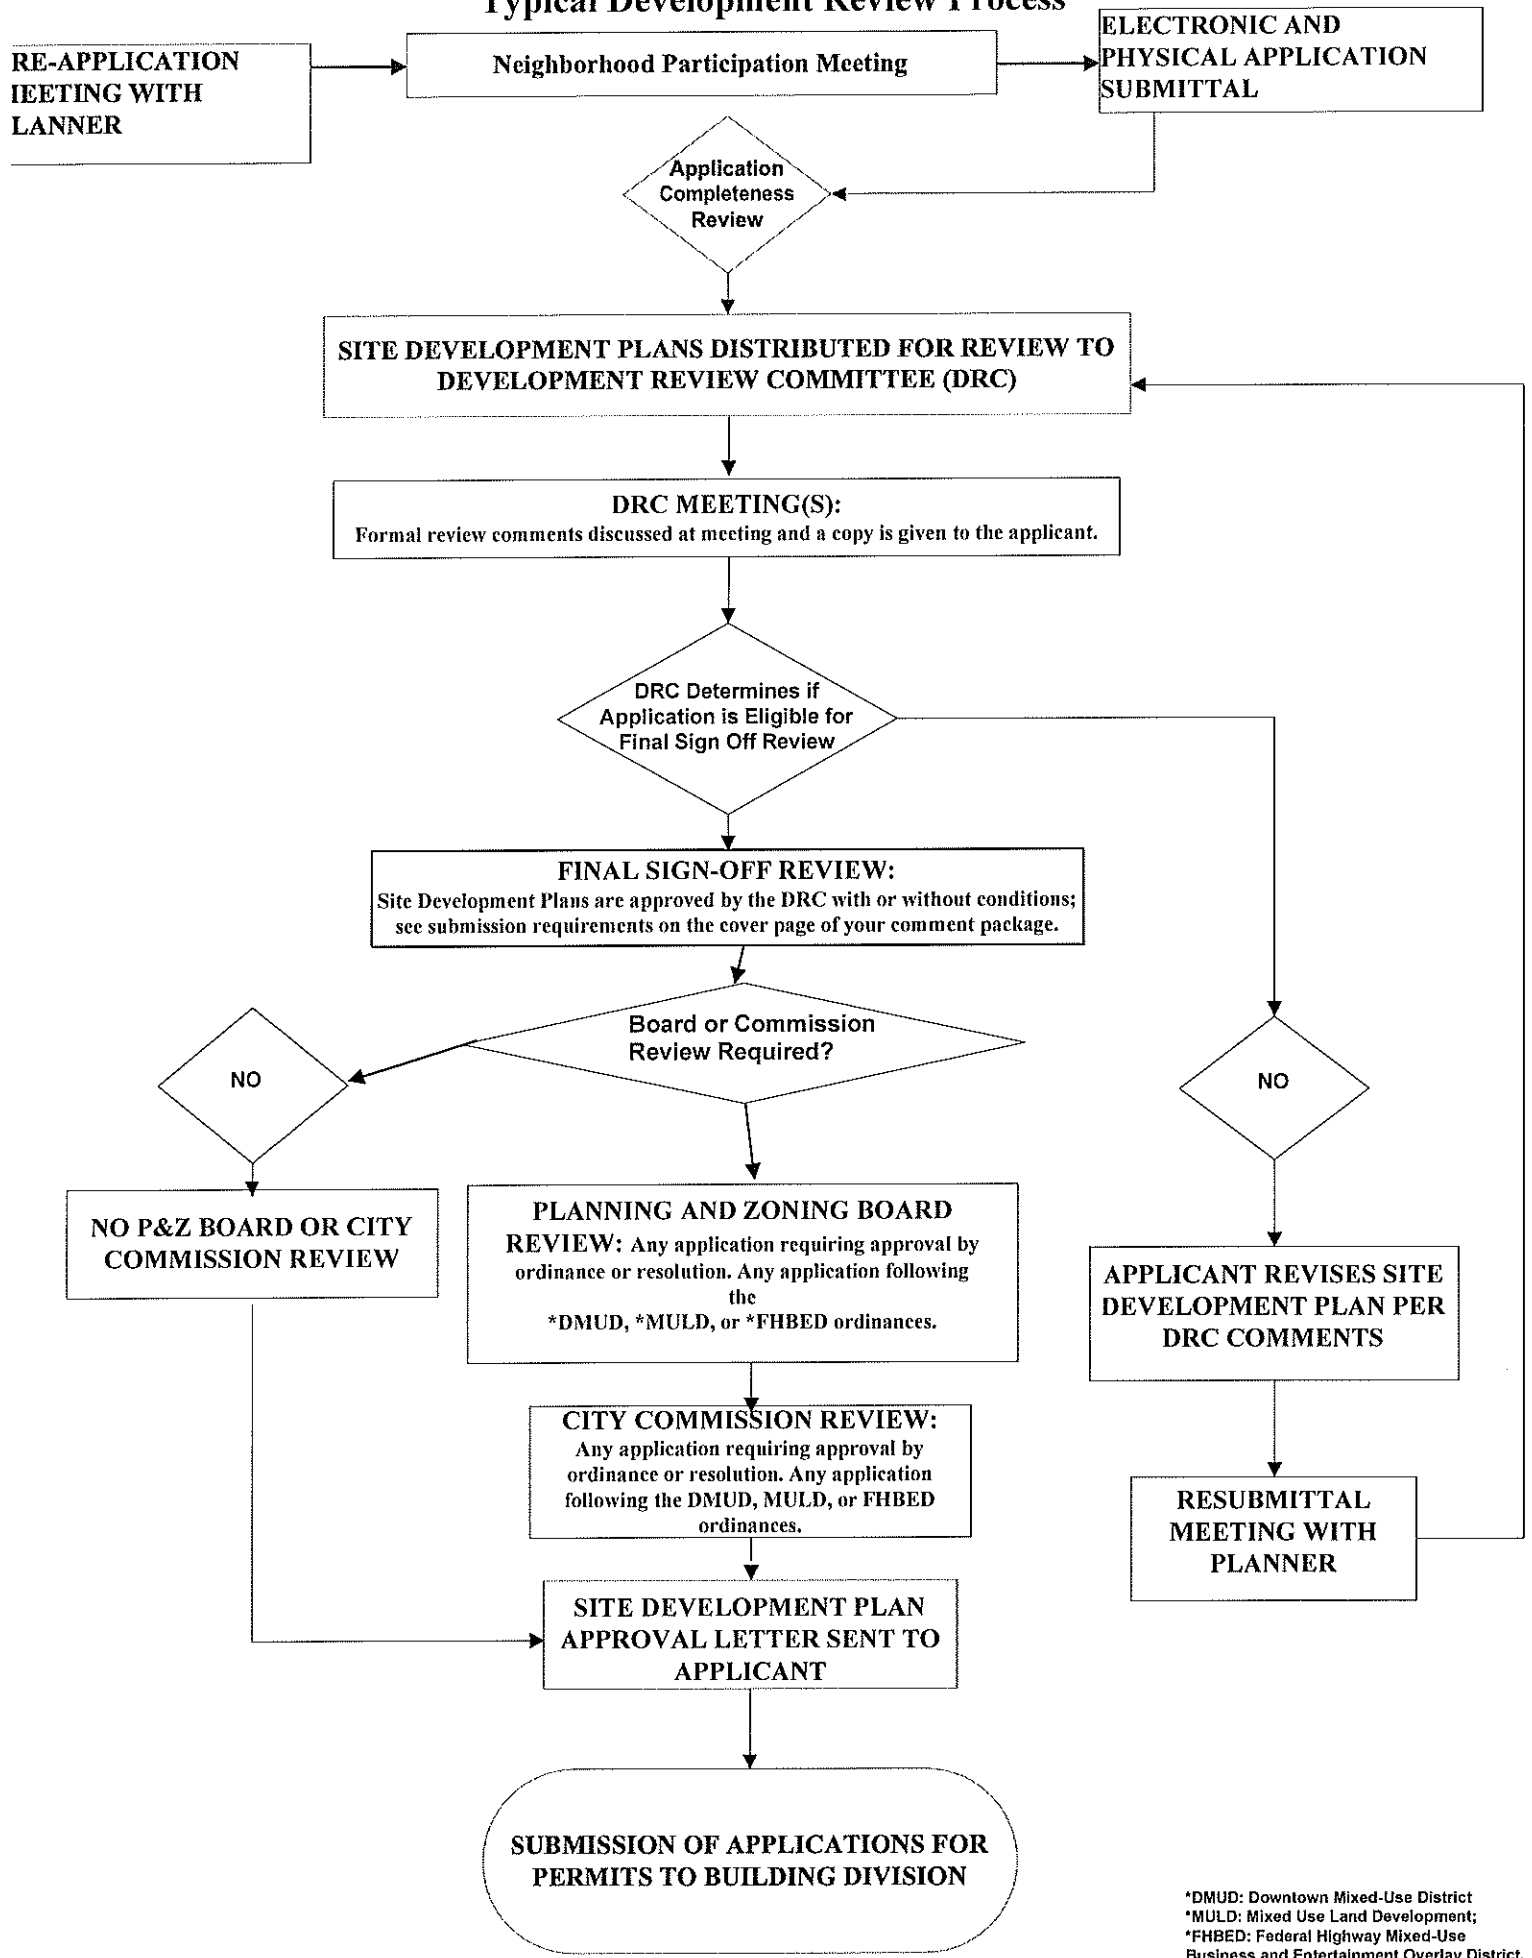 Typical Development Review Process
RE-APPLICATION
IEETING WITH
LANNER
Neighborhood Participation Meeting
ELECTRONIC AND
PHYSICAL APPLICATION
SUBMITTAL
Application
Completeness
Review
SITE DEVELOPMENT PLANS DISTRIBUTED FOR REVIEW TO
DEVELOPMENT REVIEW COMMITTEE (DRC)
DRC MEETING(S):
Formal review comments discussed at meeting and a copy is given to the applicant.
DRC Determines if
Application is Eligible for
Final Sign Off Review
FINAL SIGN-OFF REVIEW:
Site Development Plans are approved by the DRC with or without conditions;
see submission requirements on the cover page of your comment package.
Board or Commission
Review Required?
NO
NO
NO P&Z BOARD OR CITY
COMMISSION REVIEW
PLANNING AND ZONING BOARD
REVIEW: Any application requiring approval by
ordinance or resolution. Any application following
the
*DMUD, *MULD, or *FHBED ordinances.
APPLICANT REVISES SITE
DEVELOPMENT PLAN PER
DRC COMMENTS
CITY COMMISSION REVIEW:
Any application requiring approval by
ordinance or resolution. Any application
following the DMUD, MULD, or FHBED
ordinances.
RESUBMITTAL
MEETING WITH
PLANNER
SITE DEVELOPMENT PLAN
APPROVAL LETTER SENT TO
APPLICANT
SUBMISSION OF APPLICATIONS FOR
PERMITS TO BUILDING DIVISION
*DMUD: Downtown Mixed-Use District
*MULD: Mixed Use Land Development;
*FHBED: Federal Highway Mixed-Use
Business and Entertainment Overlay District.